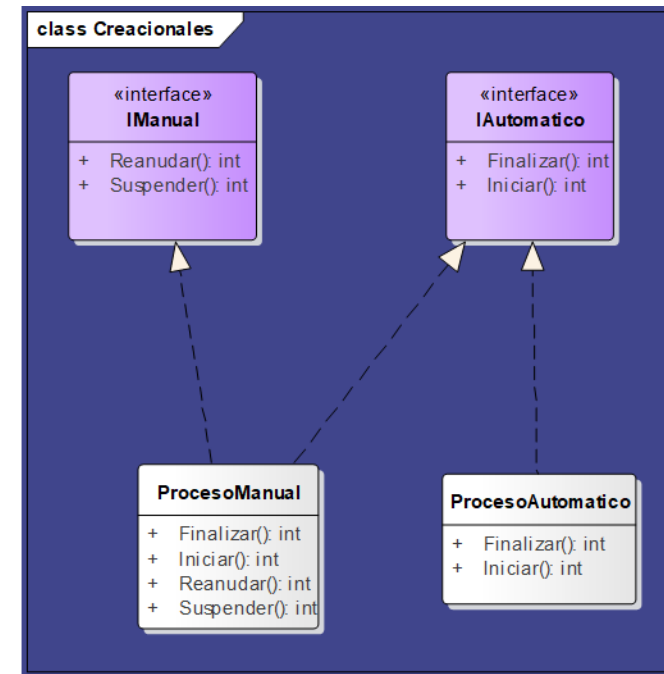 class Creacionales
«interface»
IManual
+ Reanudar(): int
+ Suspender(): int
«interface»
IAutomatico
+ Finalizar(): int
+ Iniciar(): int
ProcesoManual
+ Finalizar(): int
+ Iniciar(): int
+ Reanudar(): int
+ Suspender(): int
ProcesoAutomatico
+ Finalizar(): int
+ Iniciar(): int